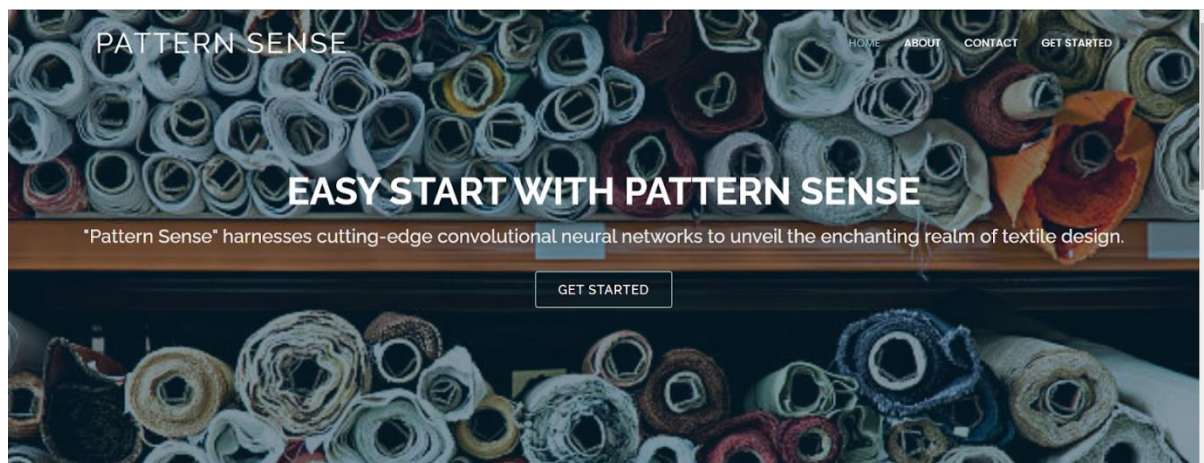 PATTERN SENSE
HOME ABOUT CONTACT GET STARTED
EASY START WITH PATTERN SENSE
"Pattern Sense" harnesses cutting-edge convolutional neural networks to unveil the enchanting realm of textile design.
GET STARTED